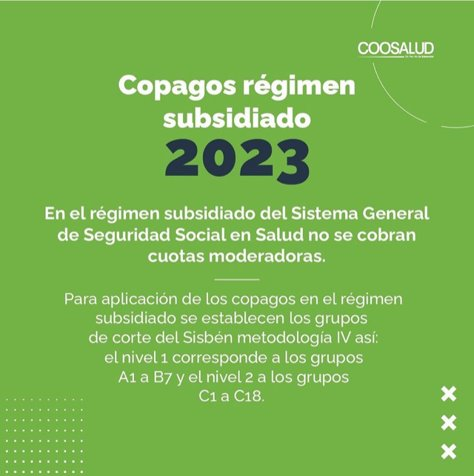 COOSALUD
Copagos régimen
subsidiado
2023
En el régimen subsidiado del Sistema General
de Seguridad Social en Salud no se cobran
cuotas moderadoras.
Para aplicación de los copagos en el régimen
subsidiado se establecen los grupos
de corte del Sisbén metodología IV así:
el nivel 1 corresponde a los grupos
A1 a B7 y el nivel 2 a los grupos
C1 a C18.